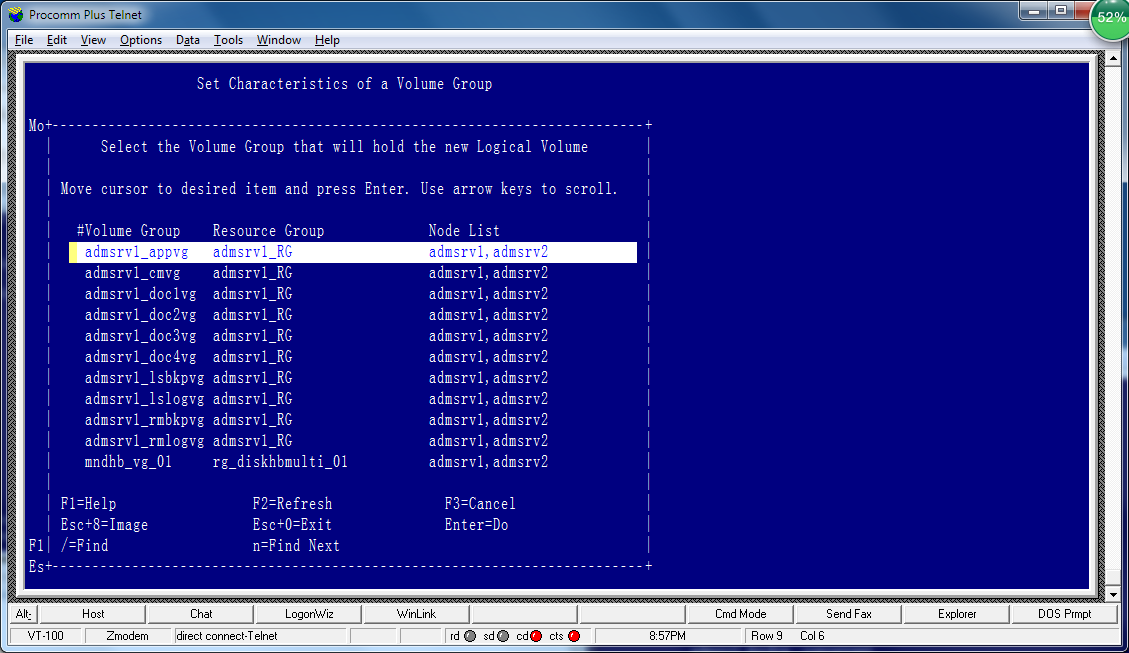 Procomm Plus Telnet
52%
File Edit View Options Data Tools Window Help
Set Characteristics of a Volume Group
Mo+--------------------------------------------------------------------------+
Select the Volume Group that will hold the new Logical Volume
Move cursor to desired item and press Enter. Use arrow keys to scroll.
#Volume Group Resource Group Node List
admsrv1_appvg admsrv1_RG admsrv1,admsrv2
admsrv1_cmvg admsrv1_RG admsrv1,admsrv2
admsrv1_doc1vg admsrv1_RG admsrv1,admsrv2
admsrv1_doc2vg admsrv1_RG admsrv1,admsrv2
admsrv1_doc3vg admsrv1_RG admsrv1,admsrv2
admsrv1_doc4vg admsrv1_RG admsrv1,admsrv2
admsrv1_lsbkpvg admsrv1_RG admsrv1,admsrv2
admsrv1_lslogvg admsrv1_RG admsrv1,admsrv2
admsrv1_rmbkpvg admsrv1_RG admsrv1,admsrv2
admsrv1_rmlogvg admsrv1_RG admsrv1,admsrv2
mndhb_vg_01 rg_diskhbmulti_01 admsrv1,admsrv2
F1=Help F2=Refresh F3=Cancel
Esc+8=Image Esc+0=Exit Enter=Do
F1| /=Find n=Find Next
Es+--------------------------------------------------------------------------+
Alt- Host Chat LogonWiz WinLink Cmd Mode Send Fax Explorer DOS Prmpt
VT-100 Zmodem direct connect-Telnet rd sd cd cts 8:57PM Row 9 Col 6